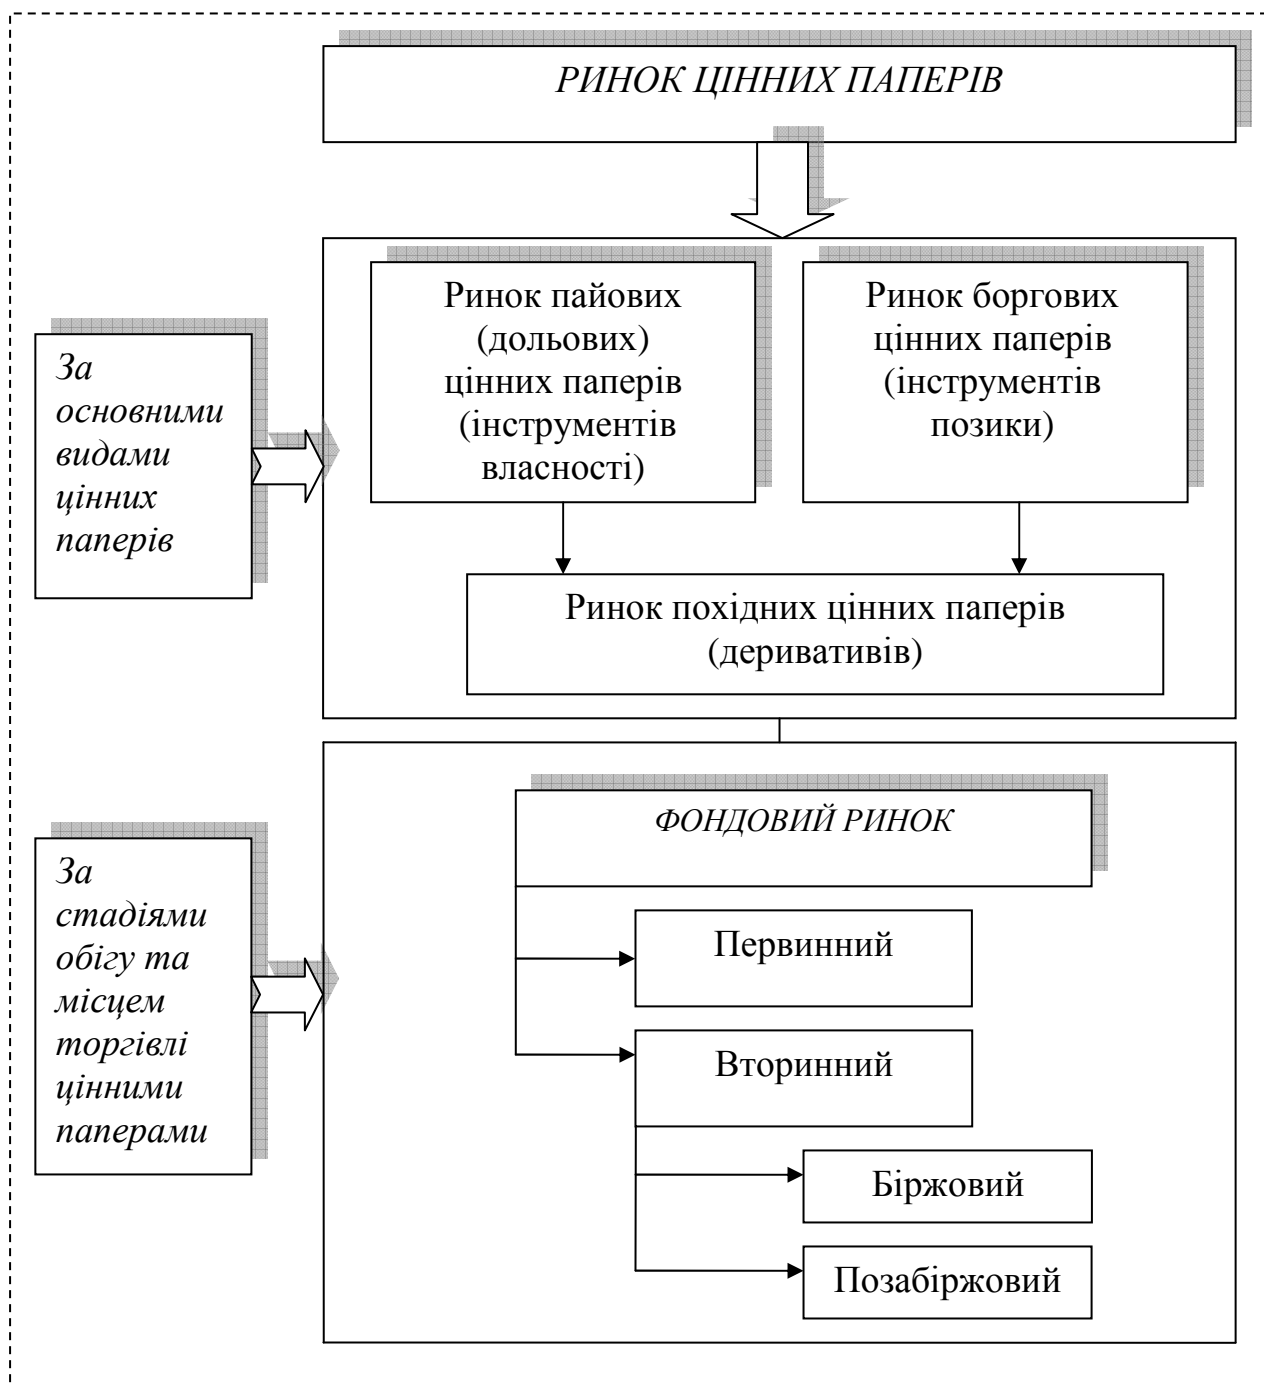 РИНОК ЦІННИХ ПАПЕРІВ
За
основними
видами
цінних
паперів
Ринок пайових
(дольових)
цінних паперів
(інструментів
власності)
Ринок боргових
цінних паперів
(інструментів
позики)
Ринок похідних цінних паперів
(деривативів)
За
стадіями
обігу та
місцем
торгівлі
цінними
паперами
ФОНДОВИЙ РИНОК
Первинний
Вторинний
Біржовий
Позабіржовий